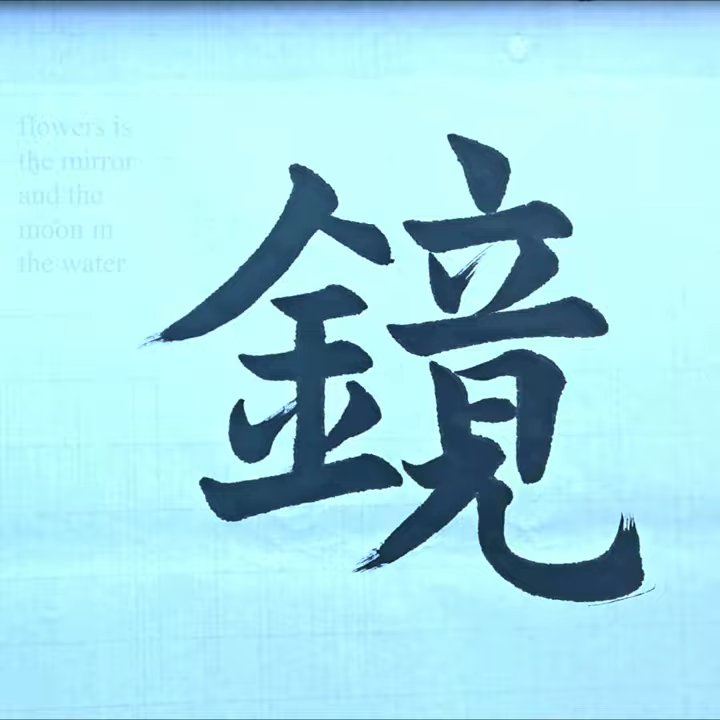 flowers is
the mirror
and the
moon in
the water
鏡